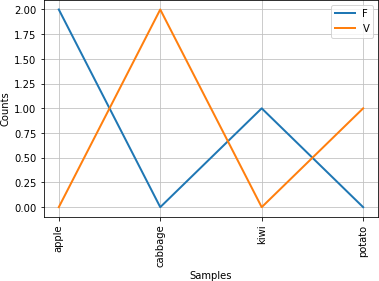 2.00
1.75
1.50
1.25
1.00
0.75
0.50
0.25
0.00
Counts
F
V
apple
cabbage
kiwi
potato
Samples